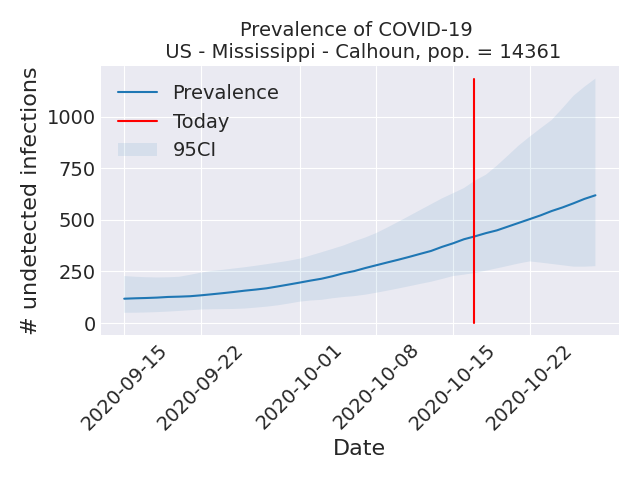 Prevalence of COVID-19
US - Mississippi - Calhoun, pop. = 14361
# undetected infections
1000
750
500
250
0
Prevalence
Today
95CI
2020-09-15
2020-09-22
2020-10-01
2020-10-08
2020-10-15
2020-10-22
Date